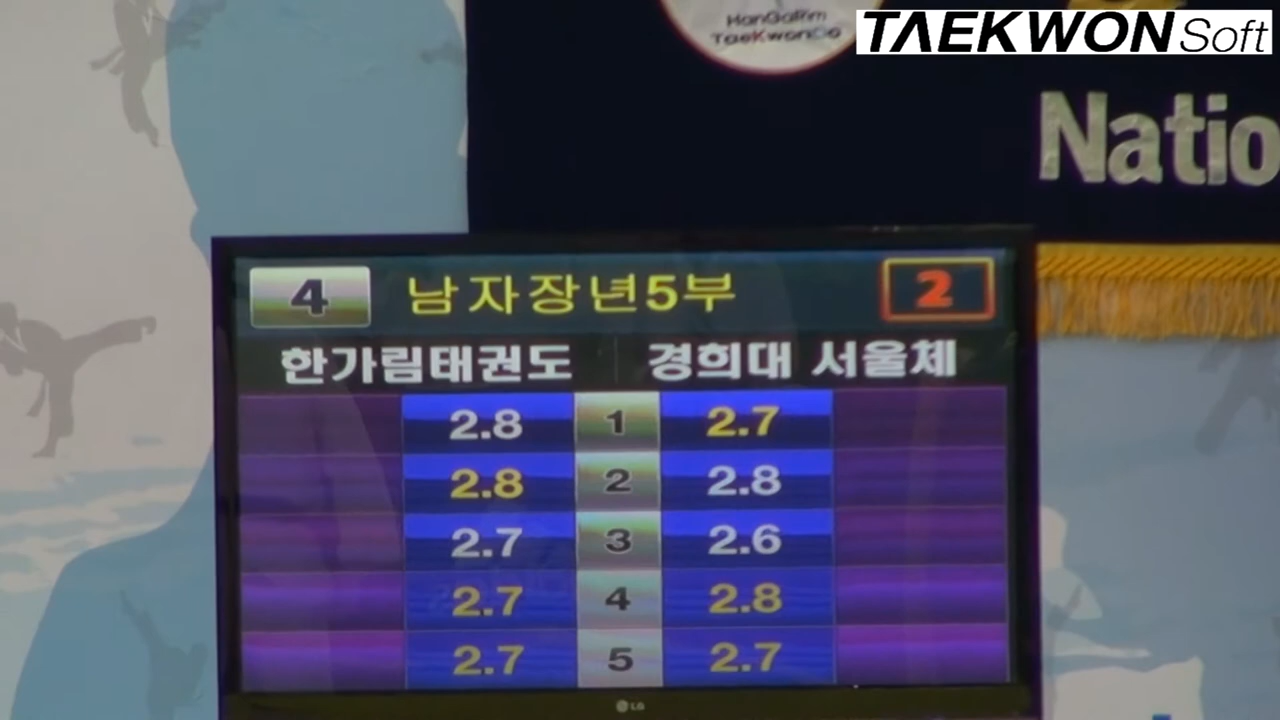 HanGaRim
TaeKwonDo
TAEKWON Soft
Natio
4 남자장년5부 2
한가림태권도 경희대 서울체
2.8 1 2.7
2.8 2 2.8
2.7 3 2.6
2.7 4 2.8
2.7 5 2.7
LG